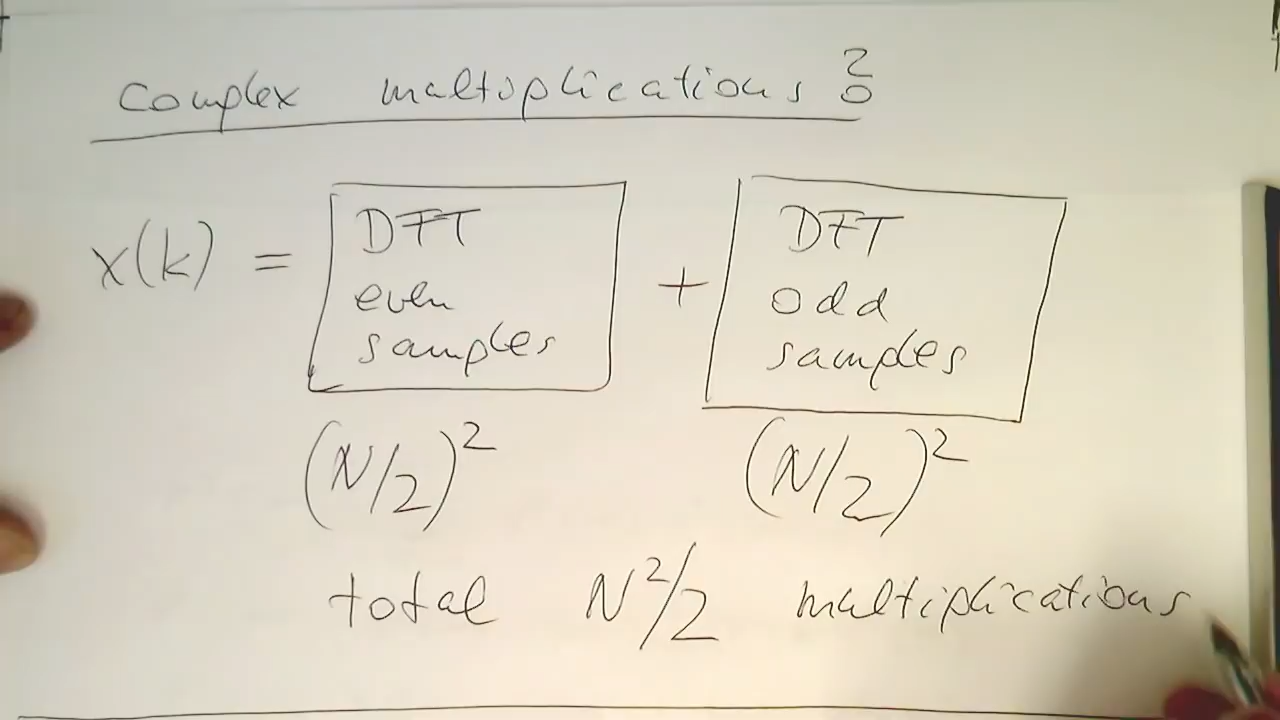 complex multiplications ?
x(k) = DFT even samples + DFT odd samples
(N/2)² (N/2)²
total N²/2 multiplications